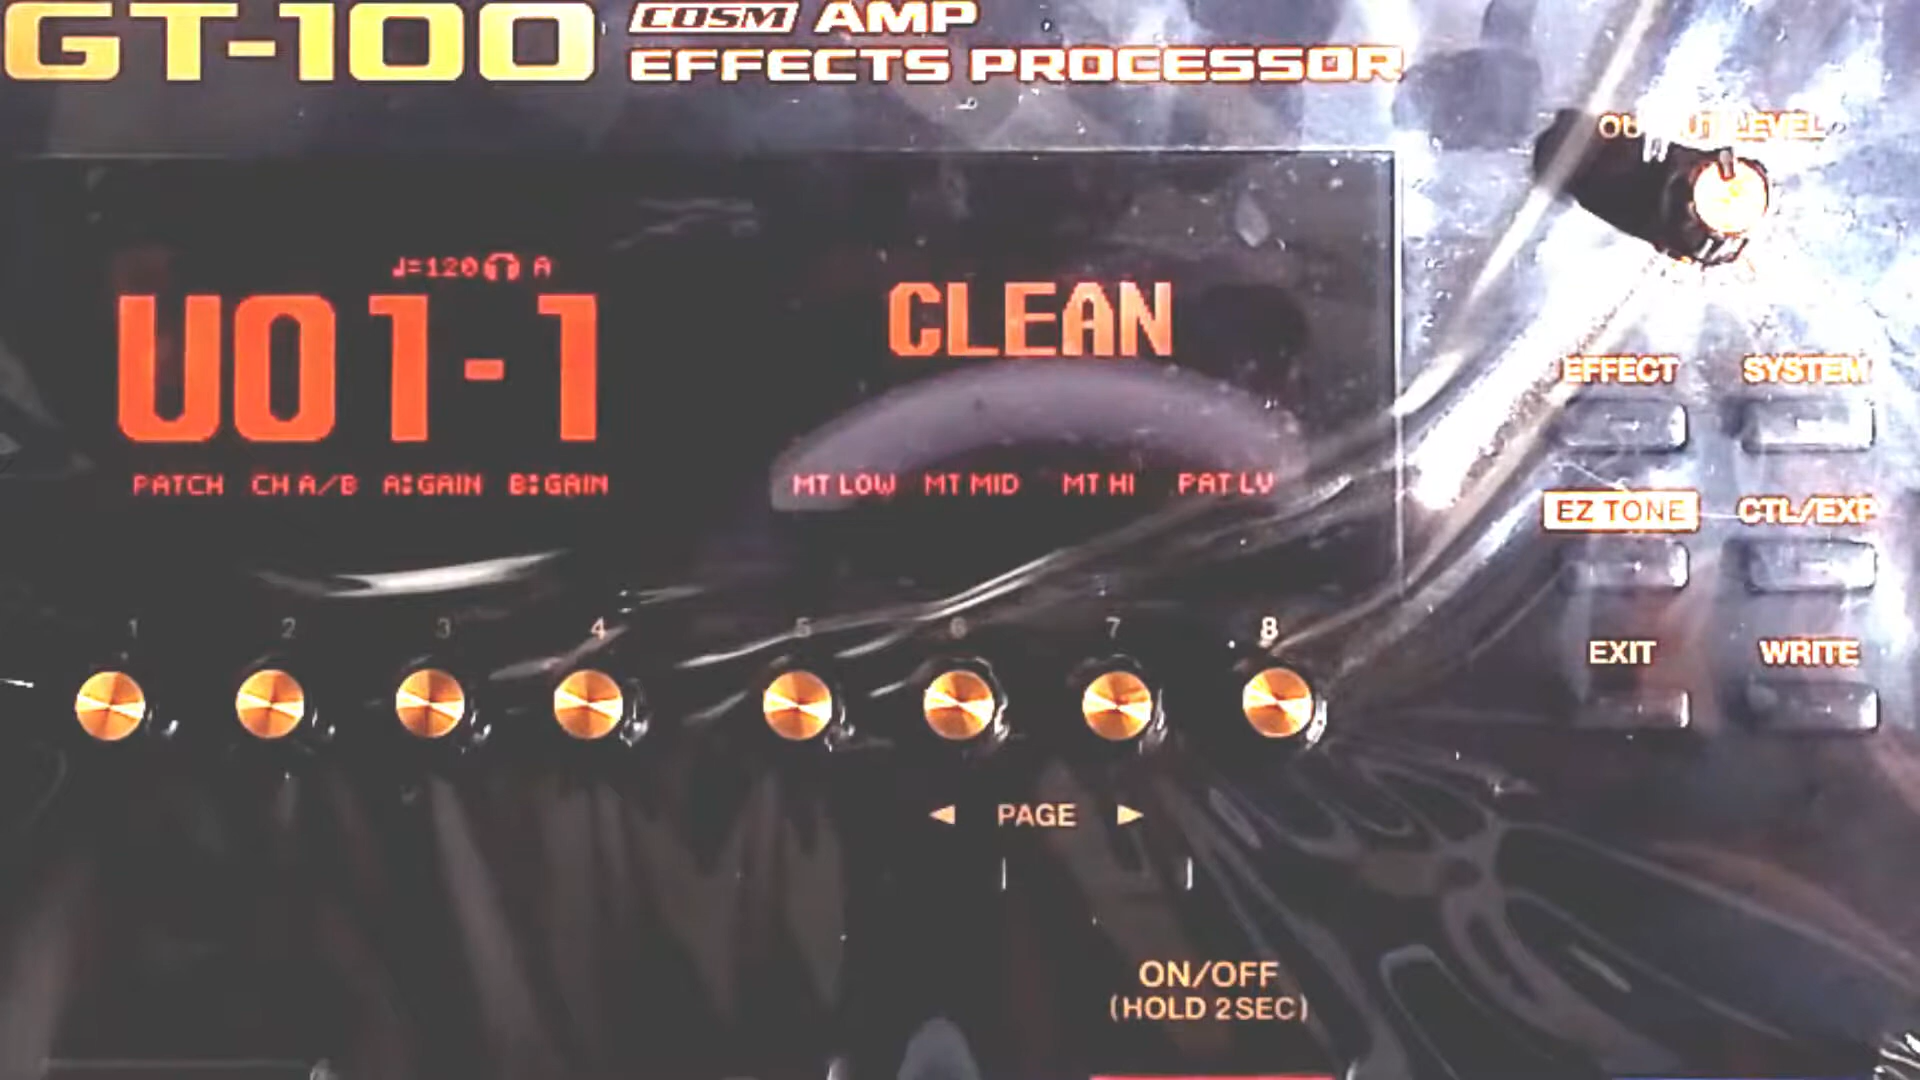 GT-100 COSM AMP
EFFECTS PROCESSOR
OUTPUT LEVEL
♩=120 A
U01-1 CLEAN
PATCH CH A/B A:GAIN B:GAIN MT LOW MT MID MT HI PAT LV
EFFECT SYSTEM
EZ TONE CTL/EXP
1 2 3 4 5 6 7 8
EXIT WRITE
◄ PAGE ►
ON/OFF
(HOLD 2SEC)